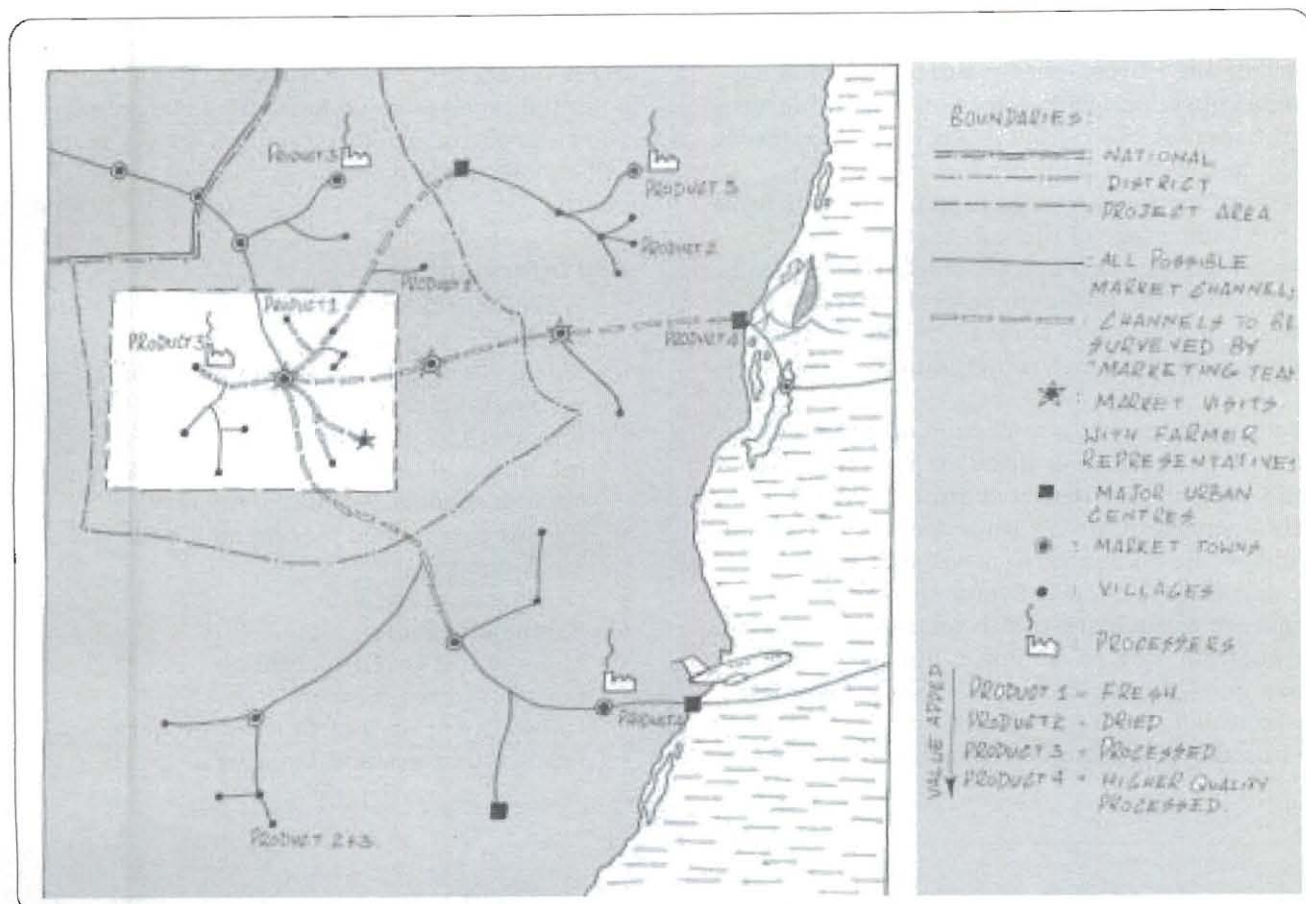 PRODUCT 3
PRODUCT 3
PRODUCT 2
PRODUCT 2
PRODUCT 1
PRODUCT 3
PRODUCT 4
PRODUCT 4
PRODUCT 2+3
BOUNDARIES:
: NATIONAL
: DISTRICT
: PROJECT AREA
: ALL POSSIBLE
MARKET CHANNELS
: CHANNELS TO BE
SURVEYED BY
"MARKETING TEAM
: MARKET VISITS
WITH FARMER
REPRESENTATIVES
: MAJOR URBAN
CENTRES
: MARKET TOWNS
: VILLAGES
: PROCESSERS
VALUE ADDED
PRODUCT 1 = FRESH
PRODUCT 2 = DRIED
PRODUCT 3 = PROCESSED
PRODUCT 4 = HIGHER QUALITY
PROCESSED.